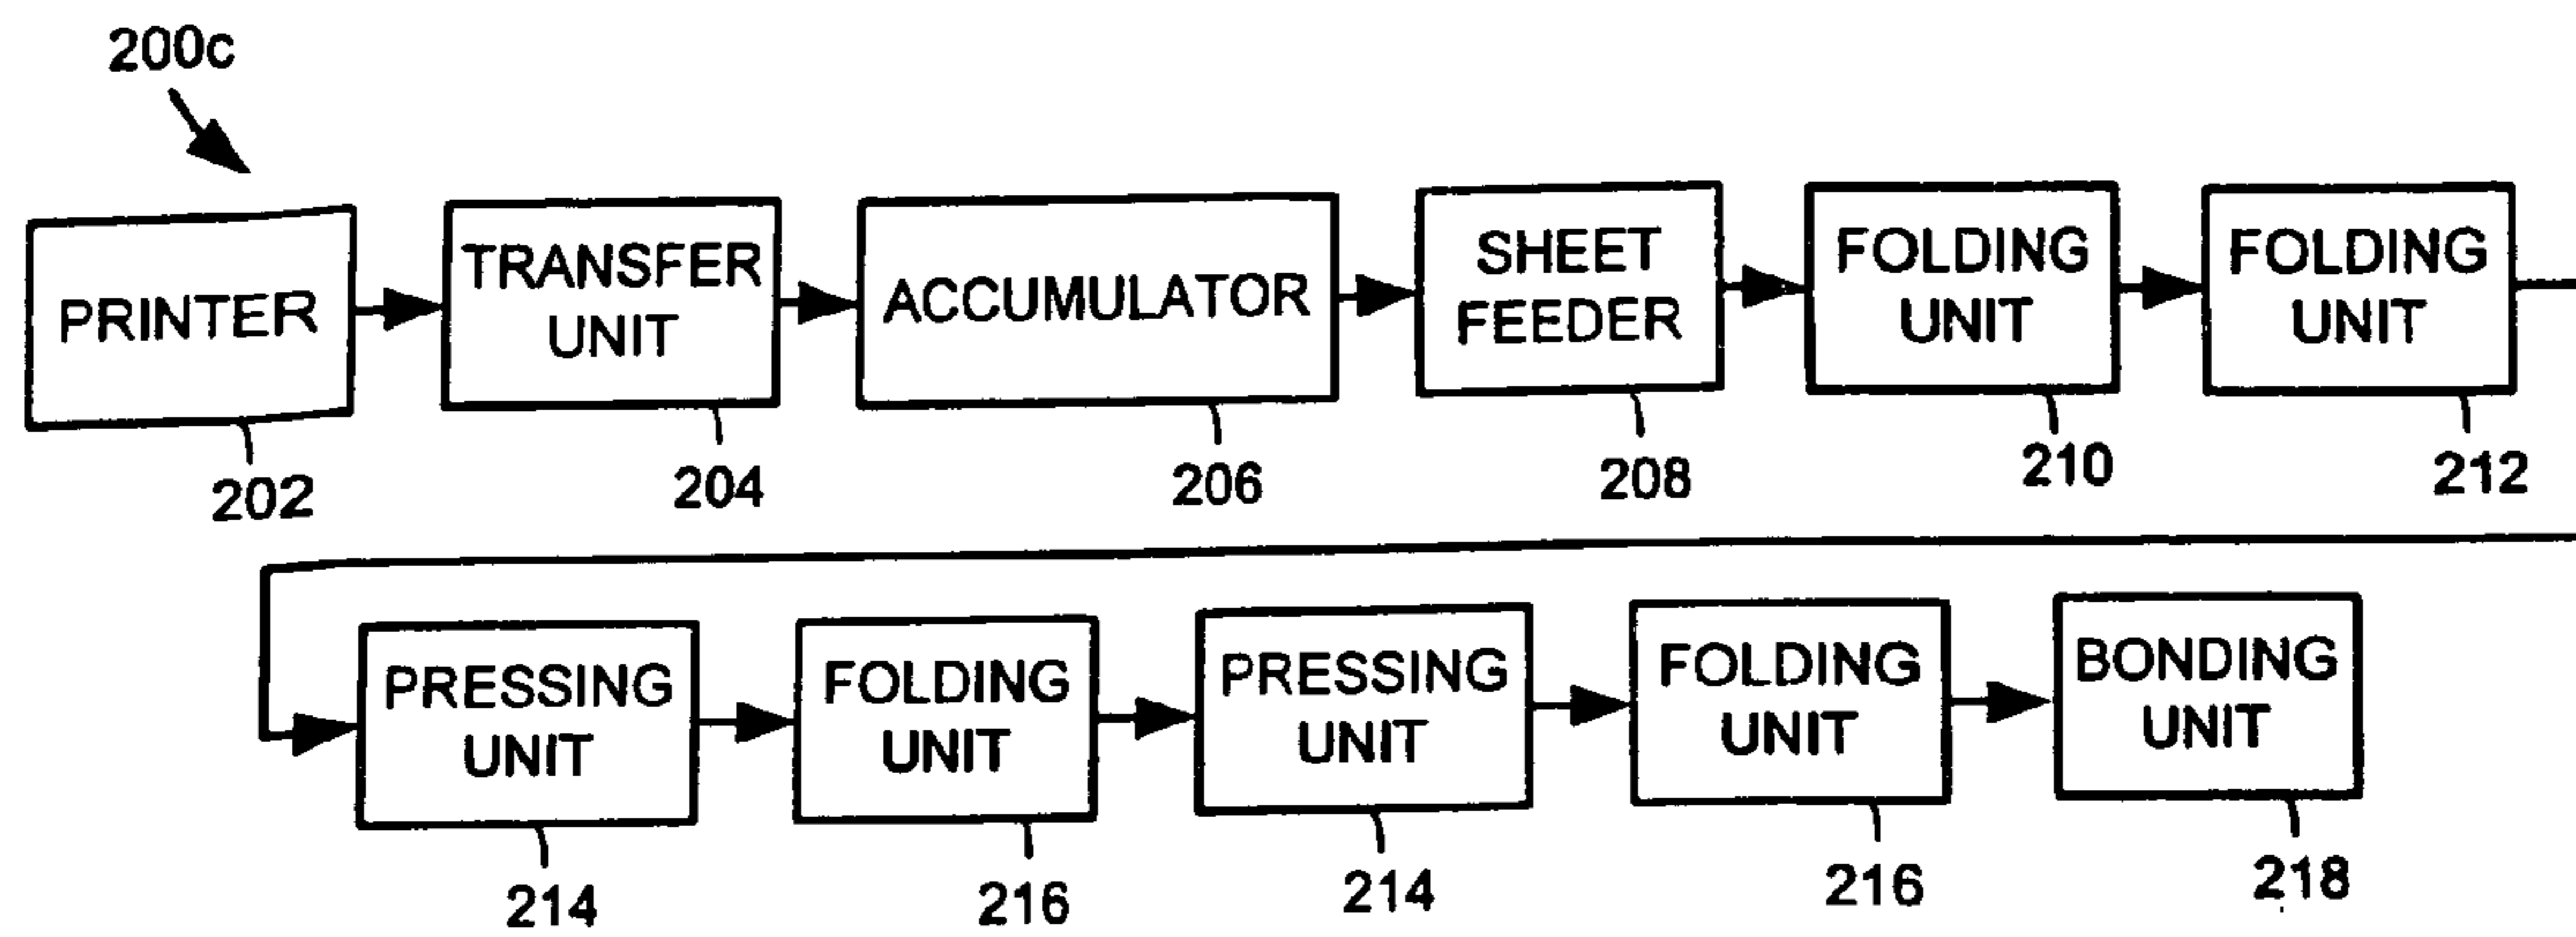 200c
PRINTER
TRANSFER
UNIT
ACCUMULATOR
SHEET
FEEDER
FOLDING
UNIT
FOLDING
UNIT
202
204
206
208
210
212
PRESSING
UNIT
FOLDING
UNIT
PRESSING
UNIT
FOLDING
UNIT
BONDING
UNIT
214
216
214
216
218